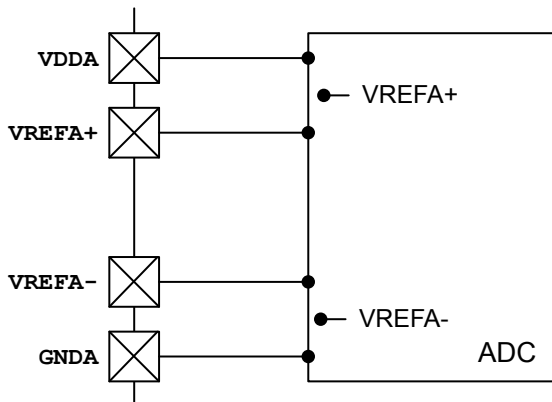 VDDA
VREFA+
VREFA+
VREFA-
VREFA-
GNDA
ADC